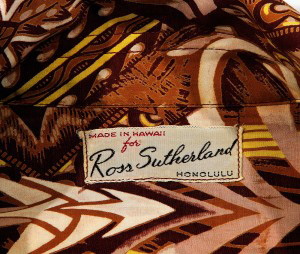 MADE IN HAWAII
for
Ross Sutherland
HONOLULU